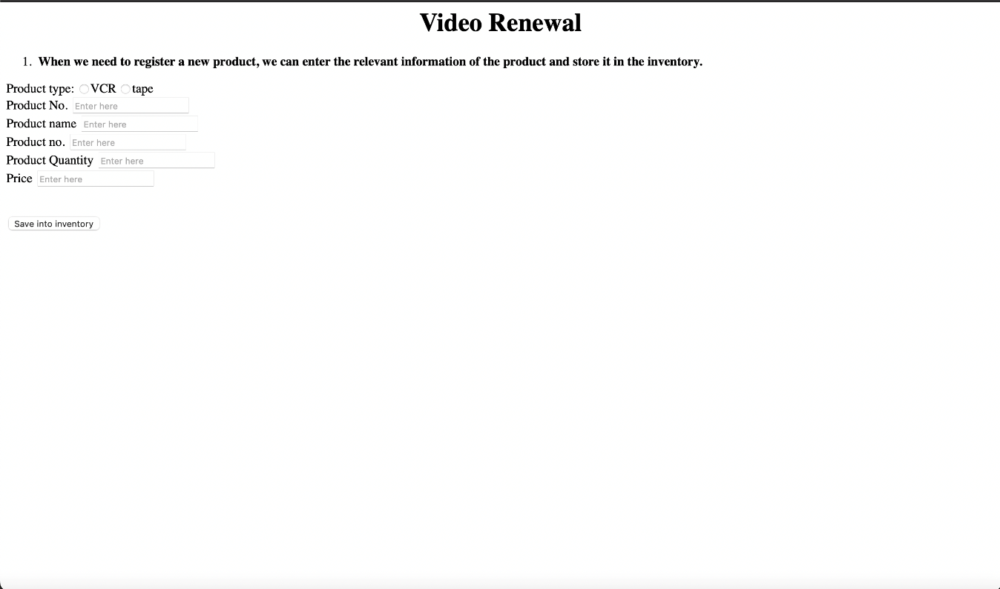 Video Renewal
1. When we need to register a new product, we can enter the relevant information of the product and store it in the inventory.
Product type: VCR tape
Product No. Enter here
Product name Enter here
Product no. Enter here
Product Quantity Enter here
Price Enter here
Save into inventory